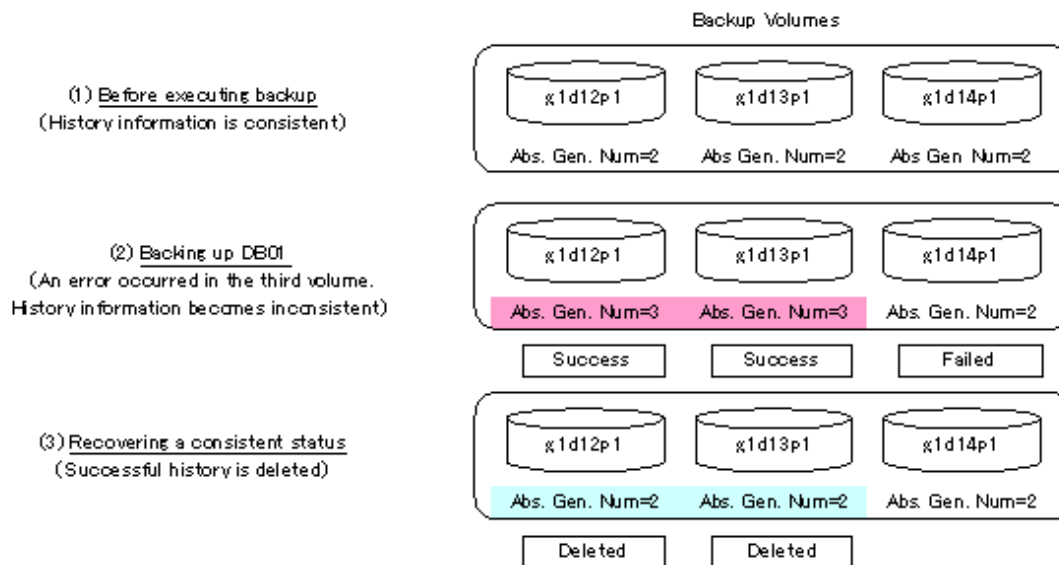 Backup Volumes
(1) Before executing backup
(History information is consistent)
g1d12p1 g1d13p1 g1d14p1
Abs. Gen. Num=2 Abs Gen. Num=2 Abs Gen Num=2
(2) Backing up DB01
(An error occurred in the third volume.
History information becomes inconsistent)
g1d12p1 g1d13p1 g1d14p1
Abs. Gen. Num=3 Abs. Gen. Num=3 Abs. Gen. Num=2
Success Success Failed
(3) Recovering a consistent status
(Successful history is deleted)
g1d12p1 g1d13p1 g1d14p1
Abs. Gen. Num=2 Abs. Gen. Num=2 Abs. Gen. Num=2
Deleted Deleted